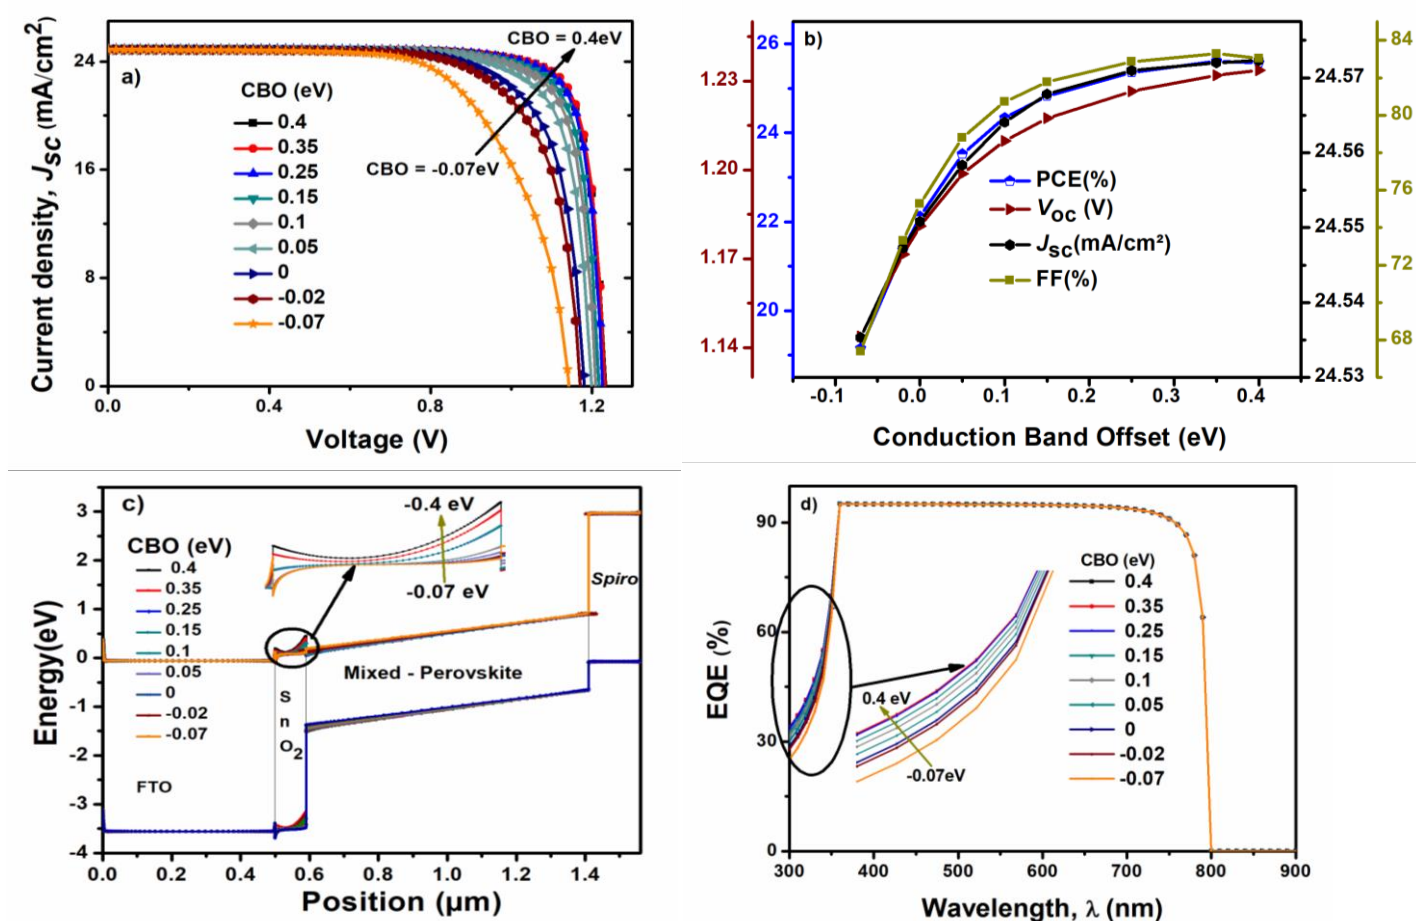 a)
CBO = 0.4eV
CBO = -0.07eV
CBO (eV)
0.4
0.35
0.25
0.15
0.1
0.05
0
-0.02
-0.07
24
16
8
0
0.0
0.4
0.8
1.2
Current density, Jsc (mA/cm²)
Voltage (V)
b)
1.23
1.20
1.17
1.14
26
24
22
20
PCE(%)
Voc (V)
Jsc(mA/cm²)
FF(%)
24.57
24.56
24.55
24.54
24.53
84
80
76
72
68
-0.1
0.0
0.1
0.2
0.3
0.4
Conduction Band Offset (eV)
c)
-0.4 eV
-0.07 eV
CBO (eV)
0.4
0.35
0.25
0.15
0.1
0.05
0
-0.02
-0.07
3
2
1
0
-1
-2
-3
-4
Energy(eV)
FTO
S
n
O2
Mixed - Perovskite
Spiro
0.0
0.2
0.4
0.6
0.8
1.0
1.2
1.4
Position (µm)
d)
CBO (eV)
0.4
0.35
0.25
0.15
0.1
0.05
0
-0.02
-0.07
0.4 eV
-0.07eV
90
60
30
0
EQE (%)
300
400
500
600
700
800
900
Wavelength, λ (nm)